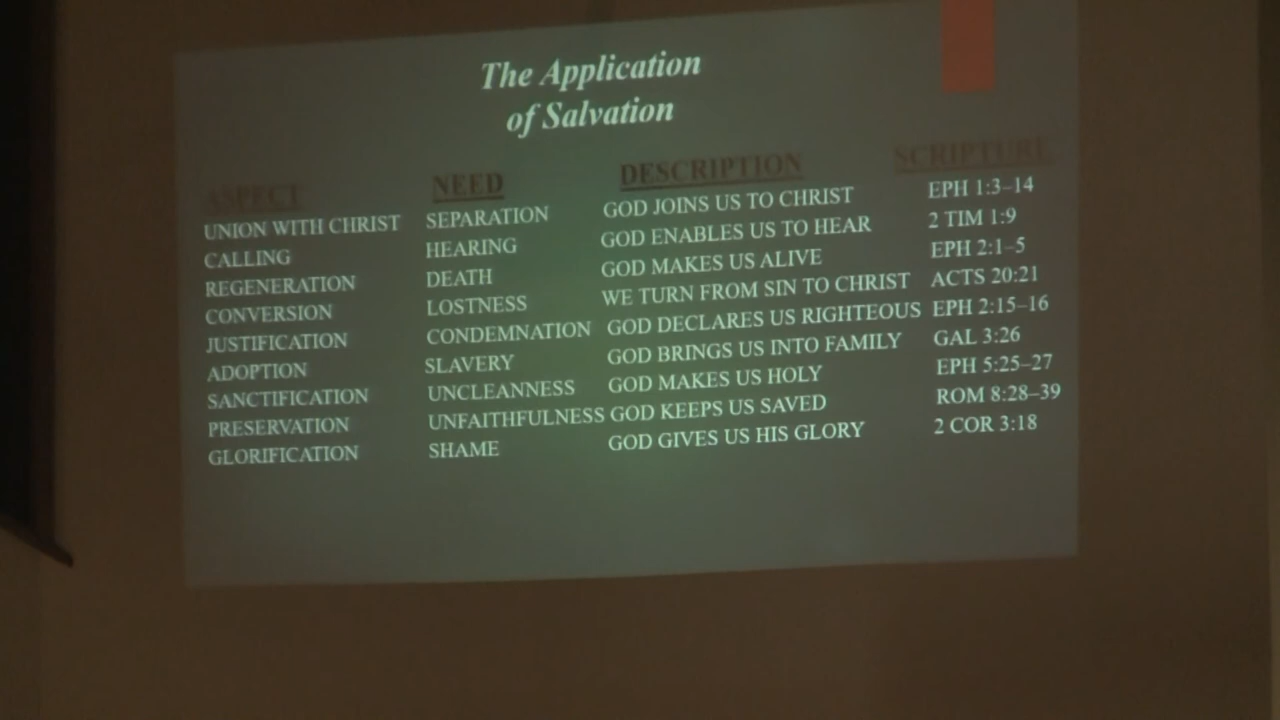 The Application
of Salvation
ASPECT NEED DESCRIPTION SCRIPTURE
UNION WITH CHRIST SEPARATION GOD JOINS US TO CHRIST EPH 1:3–14
CALLING HEARING GOD ENABLES US TO HEAR 2 TIM 1:9
REGENERATION DEATH GOD MAKES US ALIVE EPH 2:1–5
CONVERSION LOSTNESS WE TURN FROM SIN TO CHRIST ACTS 20:21
JUSTIFICATION CONDEMNATION GOD DECLARES US RIGHTEOUS EPH 2:15–16
ADOPTION SLAVERY GOD BRINGS US INTO FAMILY GAL 3:26
SANCTIFICATION UNCLEANNESS GOD MAKES US HOLY EPH 5:25–27
PRESERVATION UNFAITHFULNESS GOD KEEPS US SAVED ROM 8:28–39
GLORIFICATION SHAME GOD GIVES US HIS GLORY 2 COR 3:18